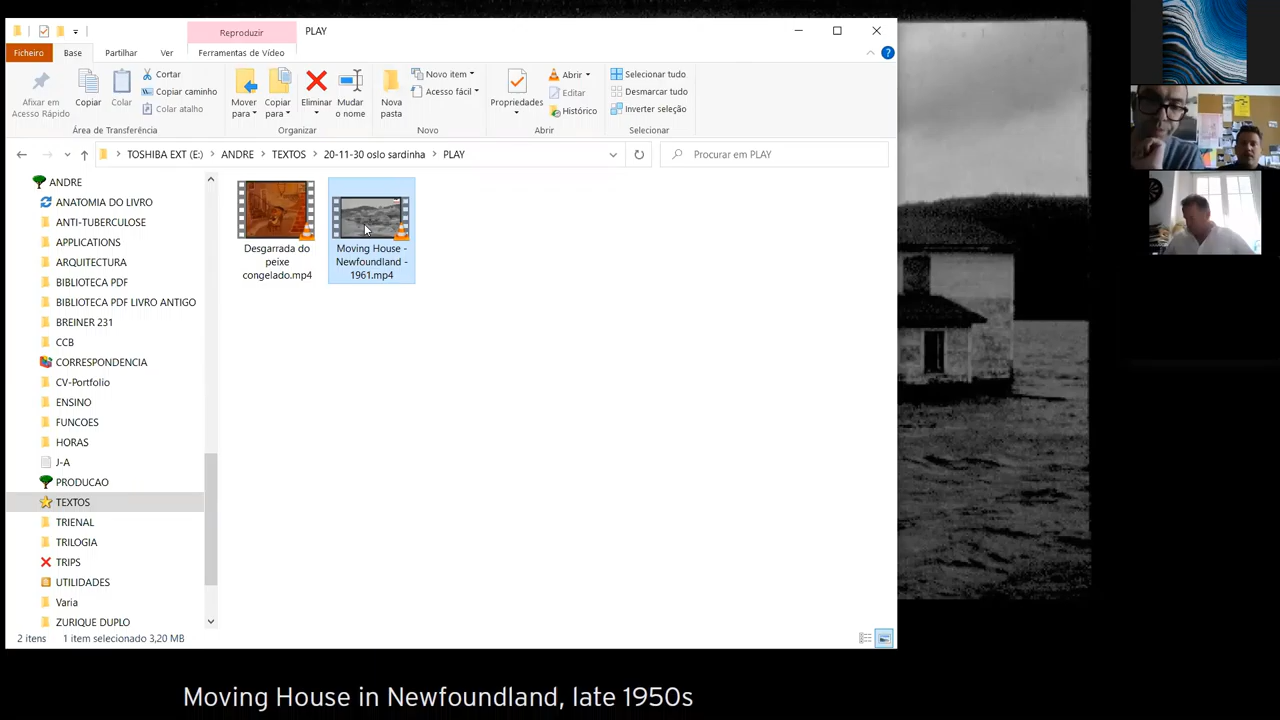 Reproduzir
PLAY
Ficheiro
Base
Partilhar
Ver
Ferramentas de Vídeo
Afixar em
Acesso Rápido
Copiar
Colar
Cortar
Copiar caminho
Colar atalho
Área de Transferência
Mover
para
Copiar
para
Eliminar
Mudar
o nome
Organizar
Nova
pasta
Novo item
Acesso fácil
Novo
Propriedades
Abrir
Editar
Histórico
Abrir
Selecionar tudo
Desmarcar tudo
Inverter seleção
Selecionar
TOSHIBA EXT (E:) > ANDRE > TEXTOS > 20-11-30 oslo sardinha > PLAY
Procurar em PLAY
ANDRE
ANATOMIA DO LIVRO
ANTI-TUBERCULOSE
APPLICATIONS
ARQUITECTURA
BIBLIOTECA PDF
BIBLIOTECA PDF LIVRO ANTIGO
BREINER 231
CCB
CORRESPONDENCIA
CV-Portfolio
ENSINO
FUNCOES
HORAS
J-A
PRODUCAO
TEXTOS
TRIENAL
TRILOGIA
TRIPS
UTILIDADES
Varia
ZURIQUE DUPLO
Desgarrada do
peixe
congelado.mp4
Moving House -
Newfoundland -
1961.mp4
2 itens
1 item selecionado 3,20 MB
Moving House in Newfoundland, late 1950s